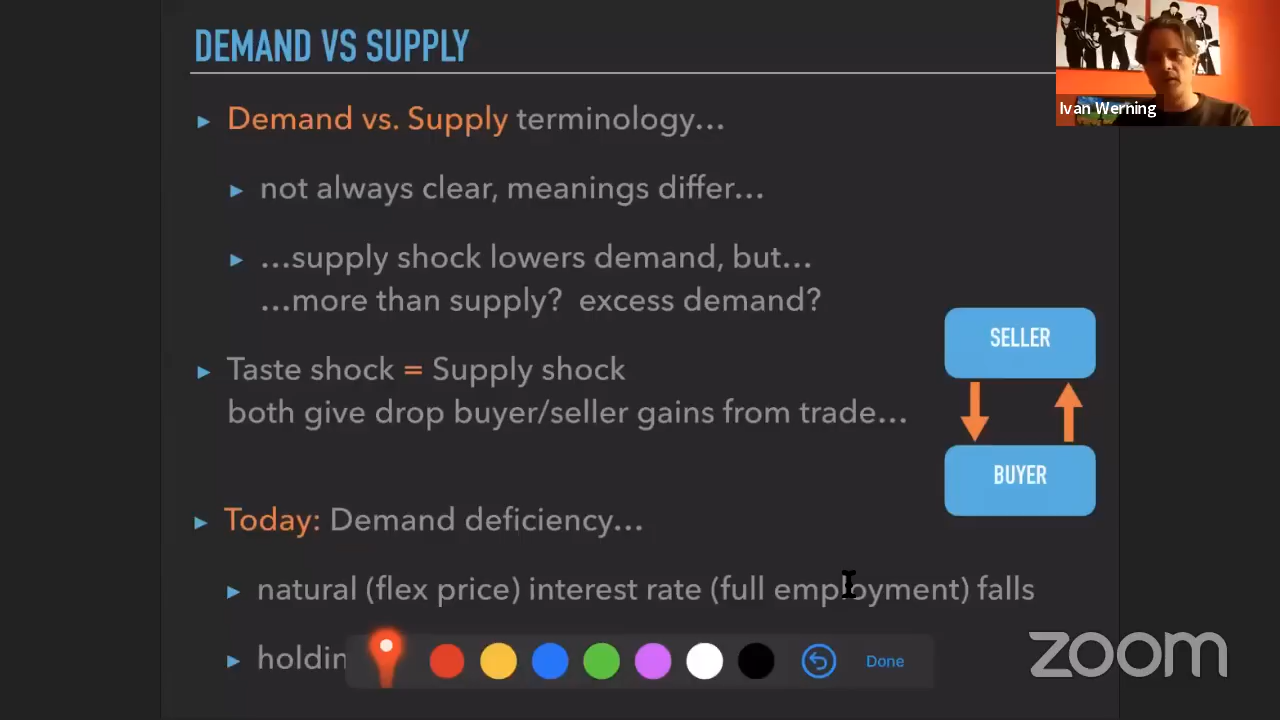 DEMAND VS SUPPLY
Ivan Werning
▸ Demand vs. Supply terminology…
▸ not always clear, meanings differ…
▸ …supply shock lowers demand, but…
…more than supply? excess demand?
SELLER
▸ Taste shock = Supply shock
both give drop buyer/seller gains from trade…
BUYER
▸ Today: Demand deficiency…
▸ natural (flex price) interest rate (full employment) falls
▸ holdin
Done
zoom